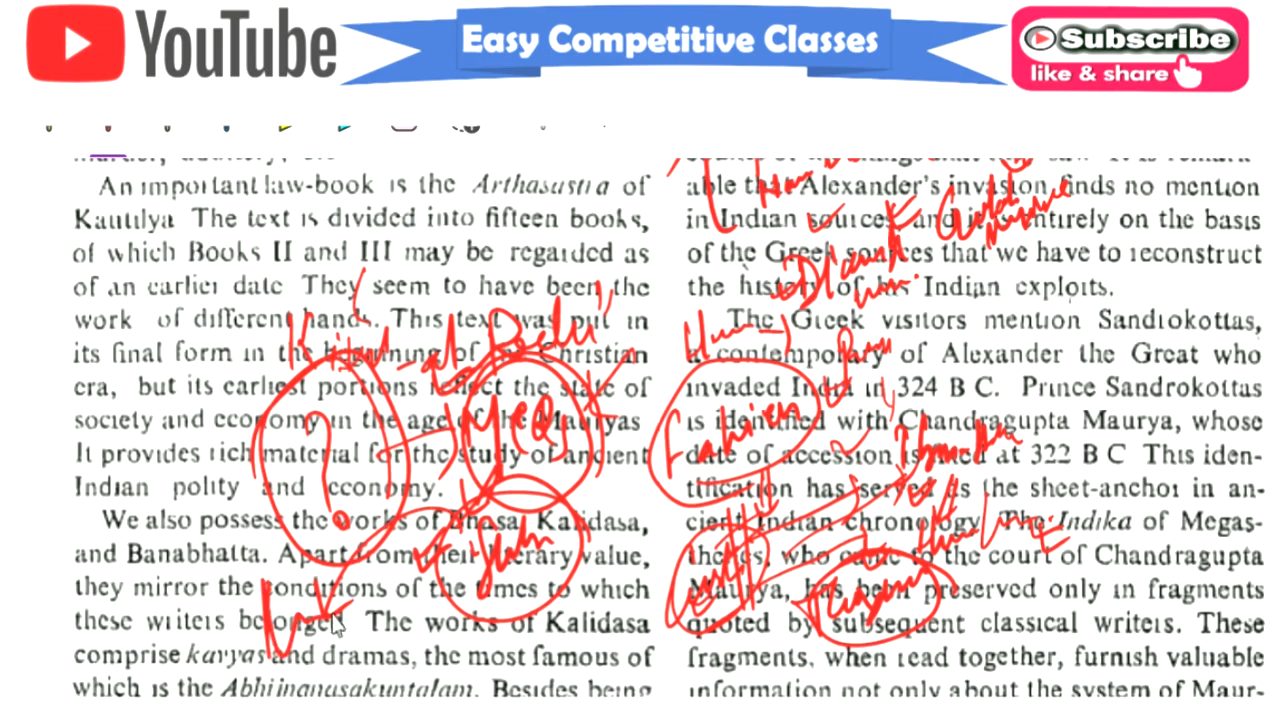 YouTube
Easy Competitive Classes
Subscribe
like & share
An important law-book is the Arthasastra of
Kautilya The text is divided into fifteen books,
of which Books II and III may be regarded as
of an earlier date They seem to have been the
work of different hands. This text was put in
its final form in the beginning of the Christian
era, but its earliest portions reflect the state of
society and economy in the age of the Mauryas
It provides rich material for the study of ancient
Indian polity and economy.
We also possess the works of Bhasa, Kalidasa,
and Banabhatta. Apart from their literary value,
they mirror the conditions of the times to which
these writers belonged. The works of Kalidasa
comprise kavyas and dramas, the most famous of
which is the Abhijnanasakuntalam. Besides being
able that Alexander's invasion finds no mention
in Indian sources, and it is entirely on the basis
of the Greek sources that we have to reconstruct
the history of his Indian exploits.
The Greek visitors mention Sandrokottas,
a contemporary of Alexander the Great who
invaded India in 324 B C. Prince Sandrokottas
is identified with Chandragupta Maurya, whose
date of accession is fixed at 322 B C This iden-
tification has served as the sheet-anchor in an-
cient Indian chronology. The Indika of Megas-
thenes, who came to the court of Chandragupta
Maurya, has been preserved only in fragments
quoted by subsequent classical writers. These
fragments, when read together, furnish valuable
information not only about the system of Maur-